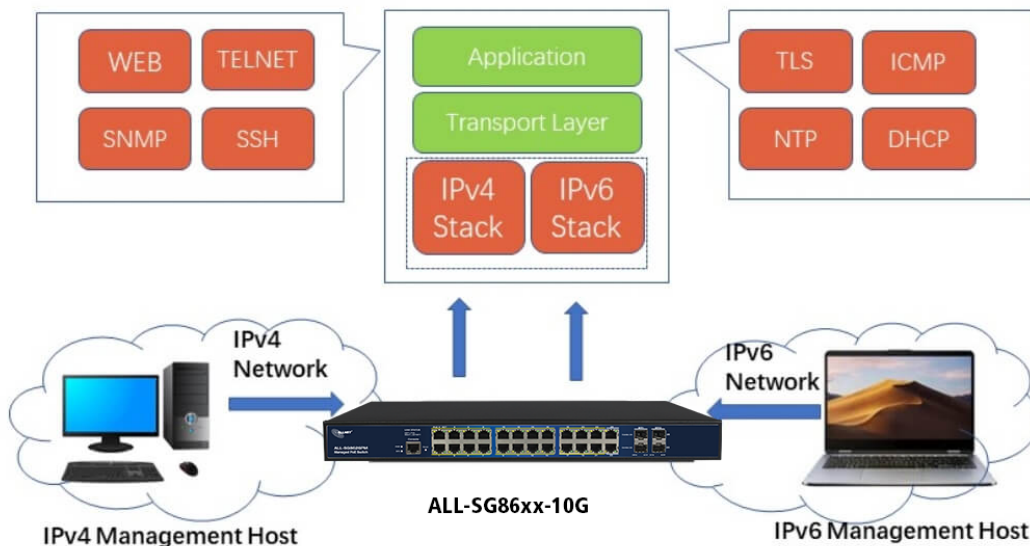 WEB
TELNET
SNMP
SSH
Application
Transport Layer
IPv4
Stack
IPv6
Stack
TLS
ICMP
NTP
DHCP
IPv4
Network
IPv6
Network
ALL-SG86xx-10G
IPv4 Management Host
IPv6 Management Host